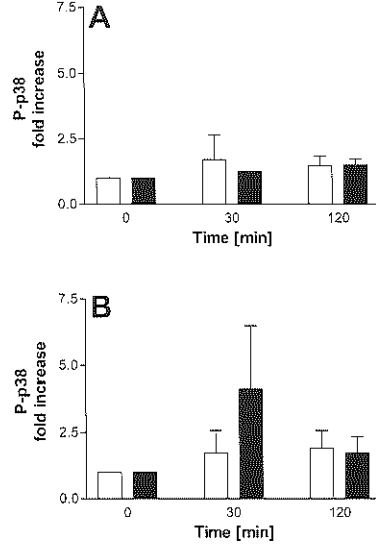 A
7.5
5.0
2.5
0.0
P-p38
fold increase
0 30 120
Time [min]
B
7.5
5.0
2.5
0.0
P-p38
fold increase
0 30 120
Time [min]